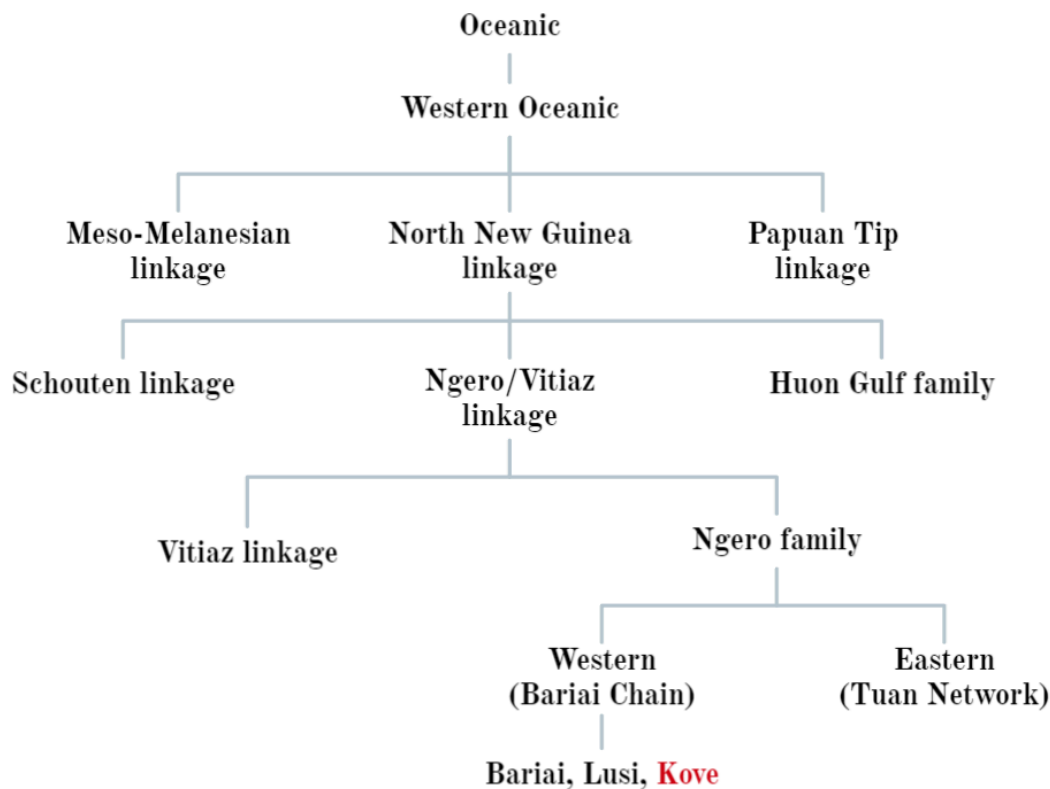 Oceanic
Western Oceanic
Meso-Melanesian
linkage
North New Guinea
linkage
Papuan Tip
linkage
Schouten linkage
Ngero/Vitiaz
linkage
Huon Gulf family
Vitiaz linkage
Ngero family
Western
(Bariai Chain)
Eastern
(Tuan Network)
Bariai, Lusi, Kove